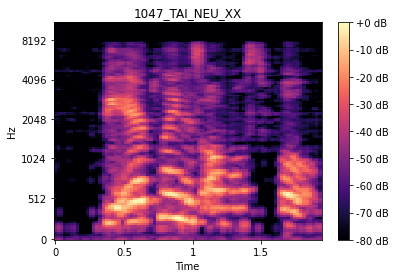 1047_TAI_NEU_XX
8192
4096
2048
1024
512
0
Hz
0
0.5
1
1.5
Time
+0 dB
-10 dB
-20 dB
-30 dB
-40 dB
-50 dB
-60 dB
-70 dB
-80 dB